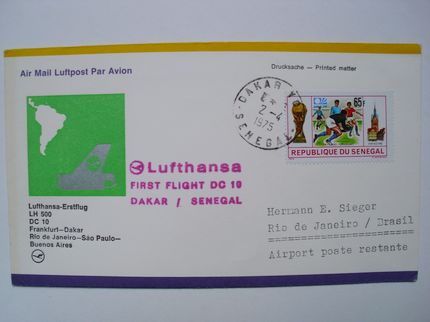 Air Mail Luftpost Par Avion
Drucksache — Printed matter
DAKAR
2-4
1975
SENEGAL
65F
REPUBLIQUE DU SENEGAL
Lufthansa
FIRST FLIGHT DC 10
DAKAR / SENEGAL
Lufthansa-Erstflug
LH 500
DC 10
Frankfurt–Dakar
Rio de Janeiro–São Paulo–
Buenos Aires
Hermann E. Sieger
Rio de Janeiro / Brasil
Airport poste restante